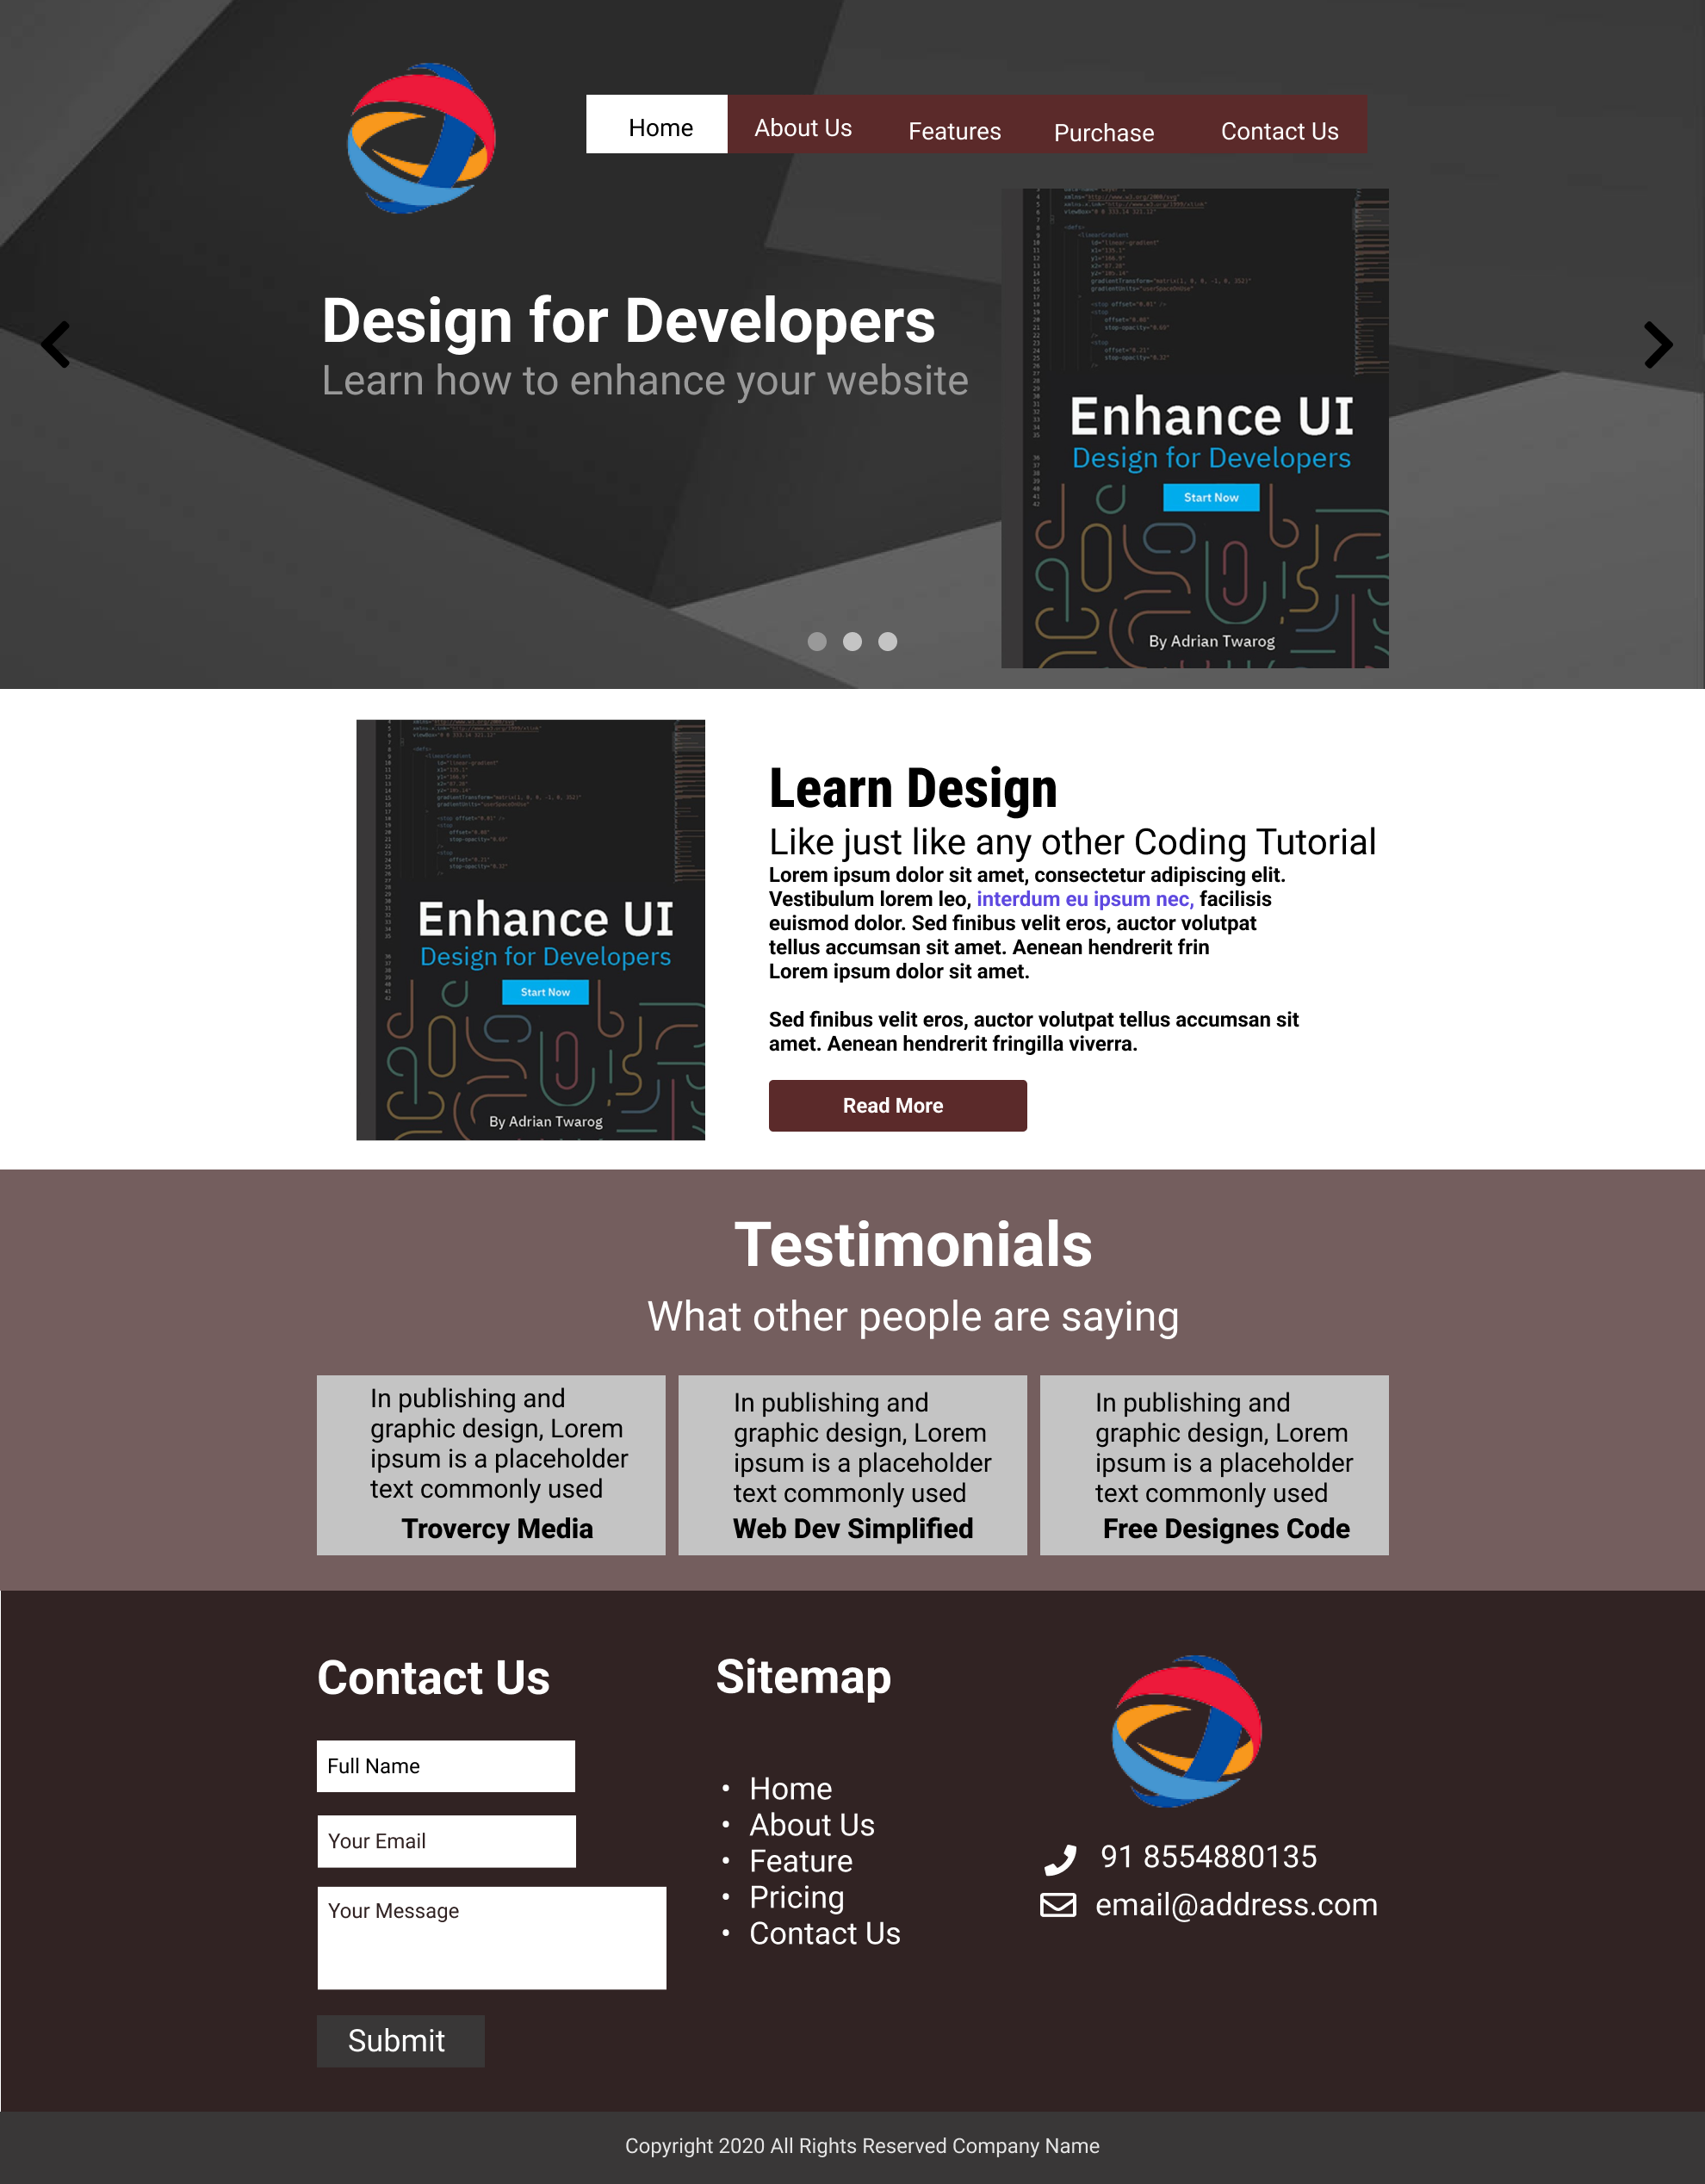 Home
About Us
Features
Purchase
Contact Us
Design for Developers
Learn how to enhance your website
Enhance UI
Design for Developers
Start Now
By Adrian Twarog
Enhance UI
Design for Developers
Start Now
By Adrian Twarog
Learn Design
Like just like any other Coding Tutorial
Lorem ipsum dolor sit amet, consectetur adipiscing elit.
Vestibulum lorem leo, interdum eu ipsum nec, facilisis
euismod dolor. Sed finibus velit eros, auctor volutpat
tellus accumsan sit amet. Aenean hendrerit frin
Lorem ipsum dolor sit amet.
Sed finibus velit eros, auctor volutpat tellus accumsan sit
amet. Aenean hendrerit fringilla viverra.
Read More
Testimonials
What other people are saying
In publishing and
graphic design, Lorem
ipsum is a placeholder
text commonly used
Trovercy Media
In publishing and
graphic design, Lorem
ipsum is a placeholder
text commonly used
Web Dev Simplified
In publishing and
graphic design, Lorem
ipsum is a placeholder
text commonly used
Free Designes Code
Contact Us
Full Name
Your Email
Your Message
Submit
Sitemap
• Home
• About Us
• Feature
• Pricing
• Contact Us
91 8554880135
email@address.com
Copyright 2020 All Rights Reserved Company Name